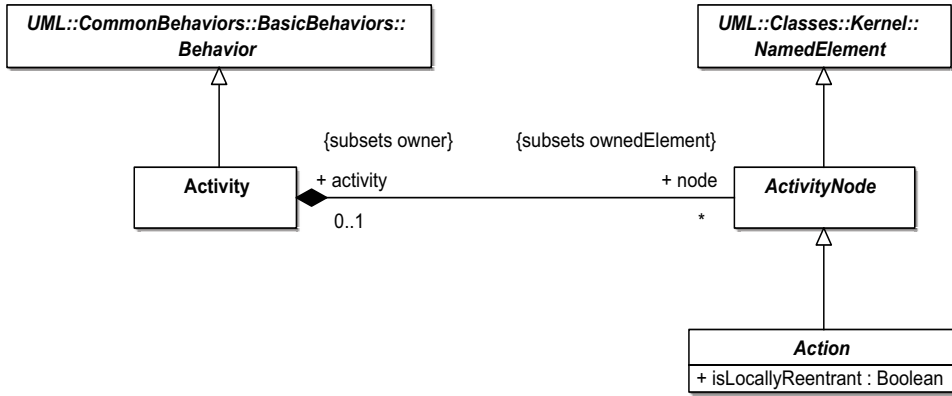 UML::CommonBehaviors::BasicBehaviors::
Behavior
UML::Classes::Kernel::
NamedElement
{subsets owner}
{subsets ownedElement}
Activity
+ activity
+ node
ActivityNode
0..1
*
Action
+ isLocallyReentrant : Boolean